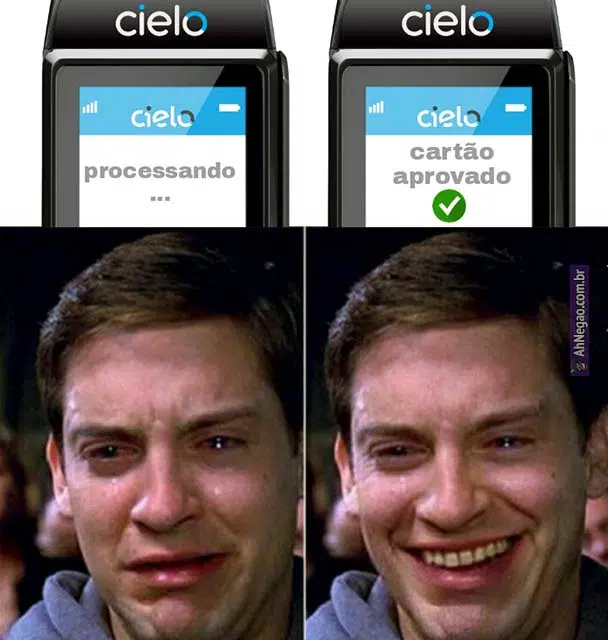 cielo
cielo
processando
...
cielo
cielo
cartão
aprovado
AhNegao.com.br